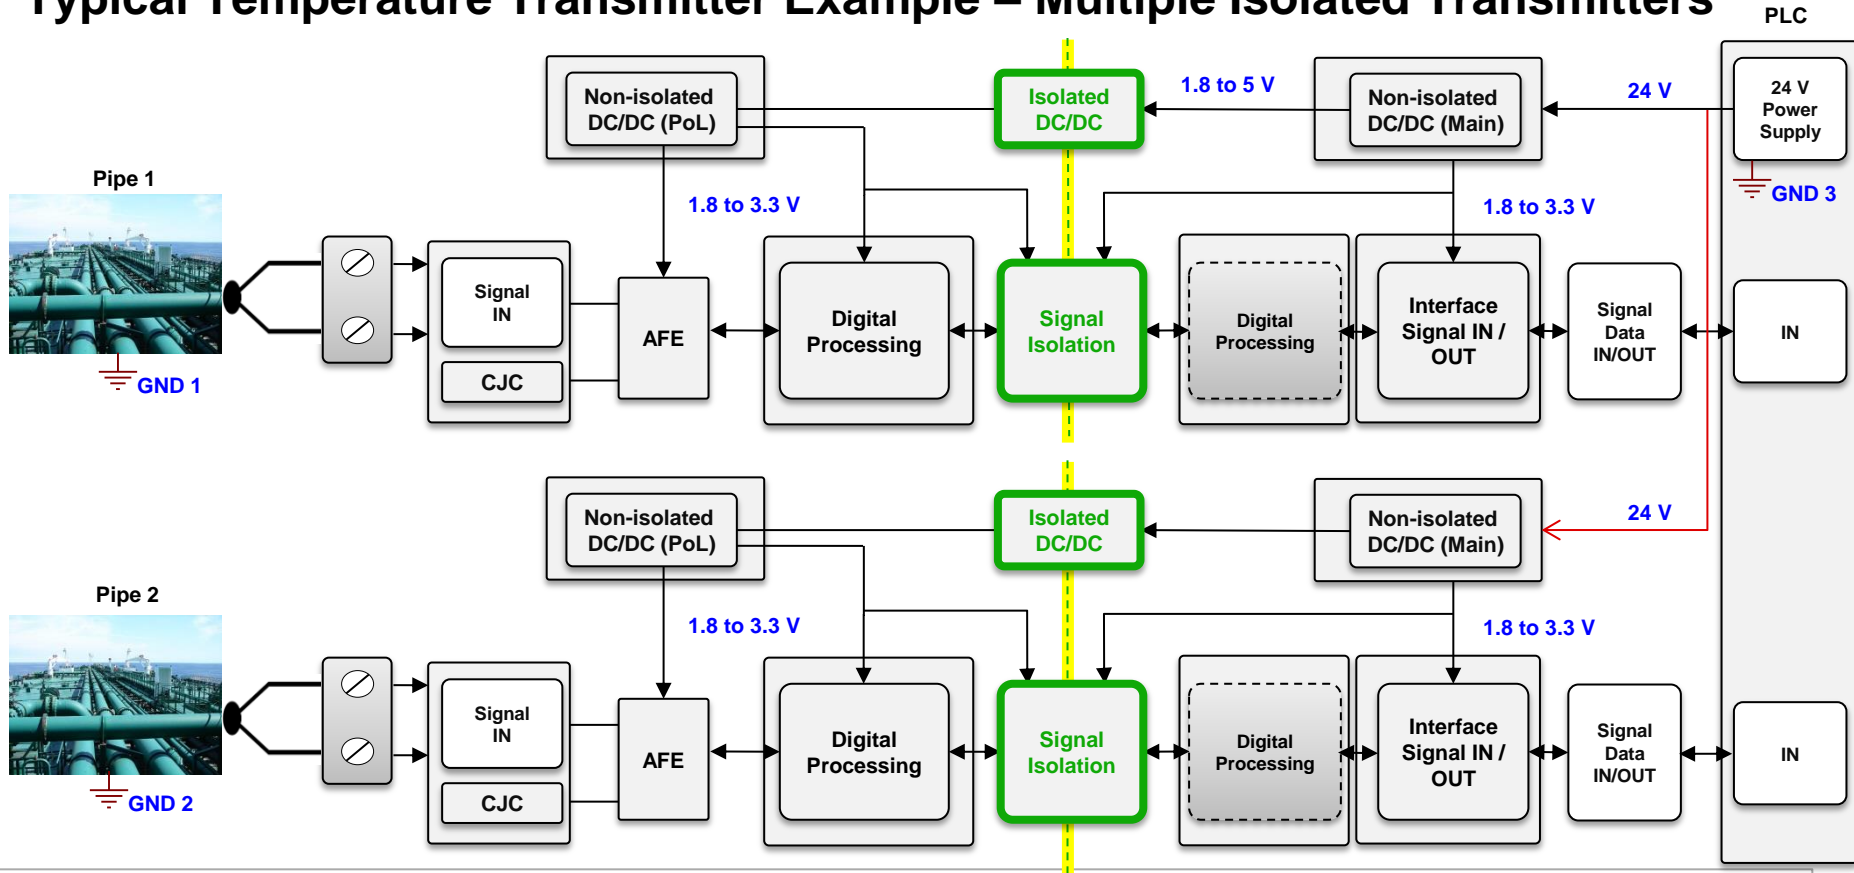 Typical Temperature Transmitter Example – Multiple Isolated Transmitters
PLC
Non-isolated
DC/DC (PoL)
Isolated
DC/DC
1.8 to 5 V
Non-isolated
DC/DC (Main)
24 V
24 V
Power
Supply
GND 3
Pipe 1
1.8 to 3.3 V
1.8 to 3.3 V
GND 1
Signal
IN
CJC
AFE
Digital
Processing
Signal
Isolation
Digital
Processing
Interface
Signal IN /
OUT
Signal
Data
IN/OUT
IN
Non-isolated
DC/DC (PoL)
Isolated
DC/DC
Non-isolated
DC/DC (Main)
24 V
Pipe 2
1.8 to 3.3 V
1.8 to 3.3 V
GND 2
Signal
IN
CJC
AFE
Digital
Processing
Signal
Isolation
Digital
Processing
Interface
Signal IN /
OUT
Signal
Data
IN/OUT
IN